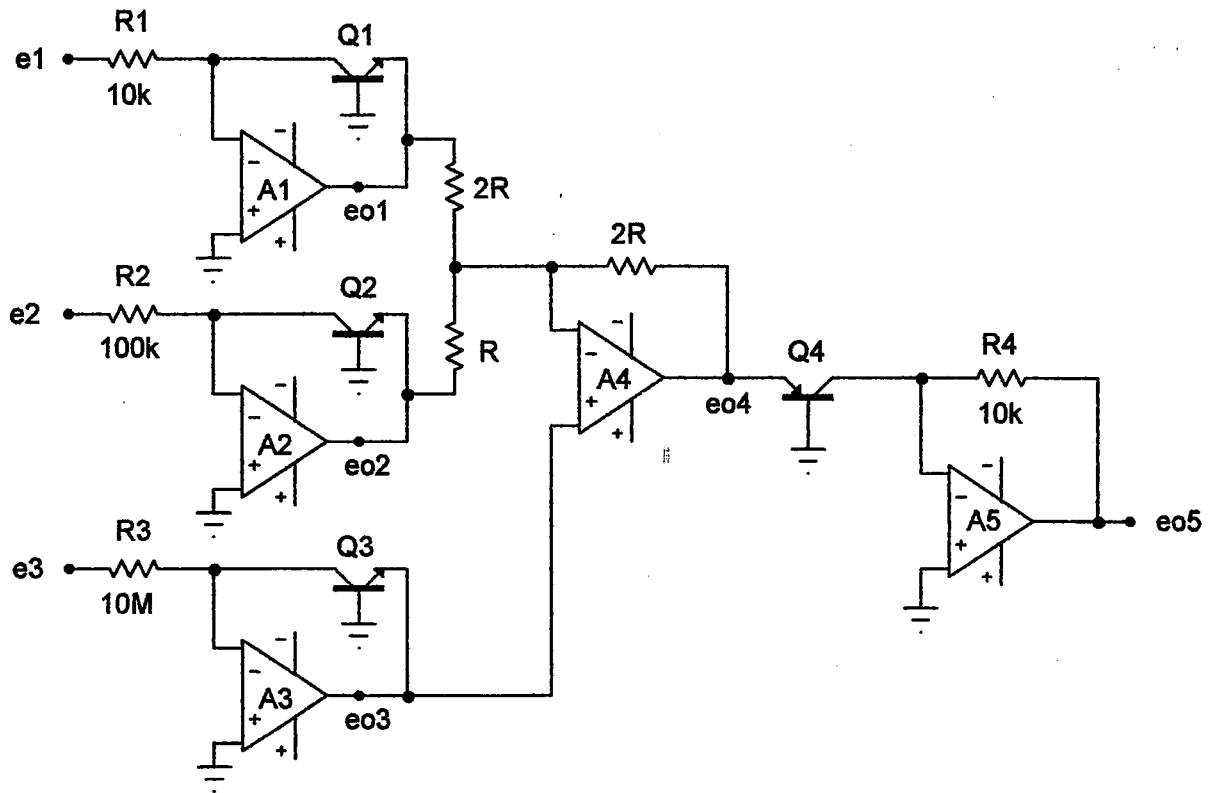 R1
Q1
e1
10k
−
−
A1
+
+
eo1
2R
R2
Q2
e2
100k
−
−
A2
+
+
eo2
R
2R
−
−
A4
+
+
eo4
Q4
R4
10k
R3
Q3
e3
10M
−
−
A3
+
+
eo3
−
−
A5
+
+
eo5